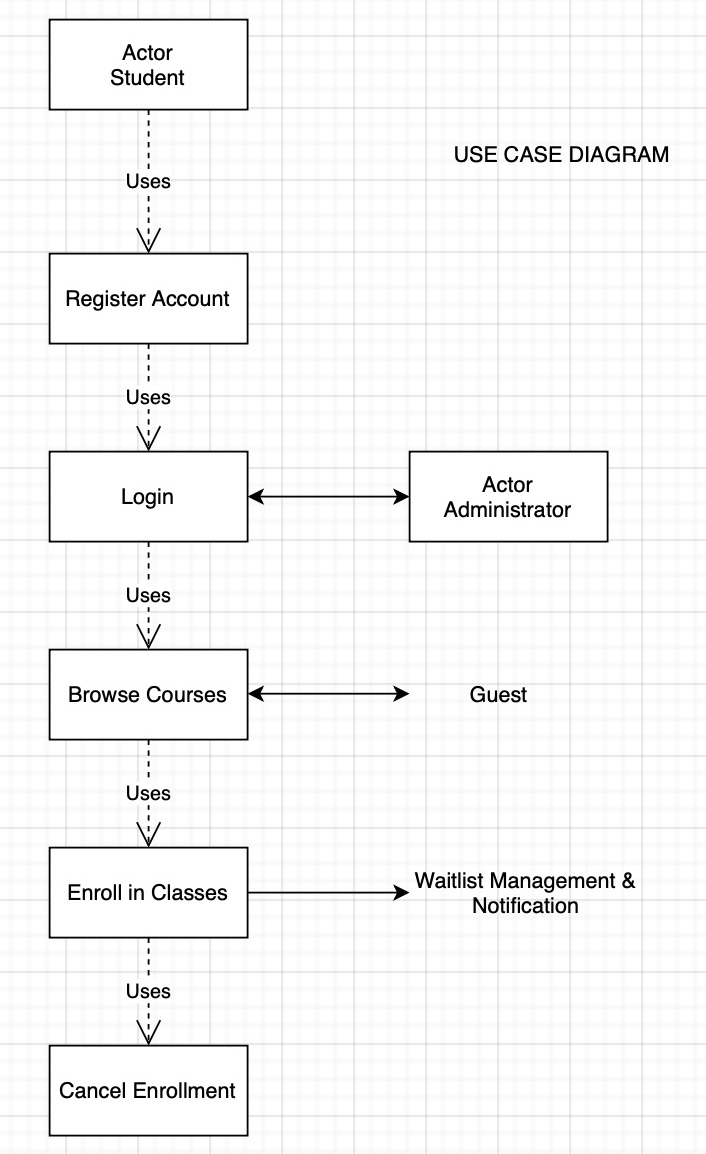 Actor
Student
USE CASE DIAGRAM
Uses
Register Account
Uses
Login
Actor
Administrator
Uses
Browse Courses
Guest
Uses
Enroll in Classes
Waitlist Management &
Notification
Uses
Cancel Enrollment